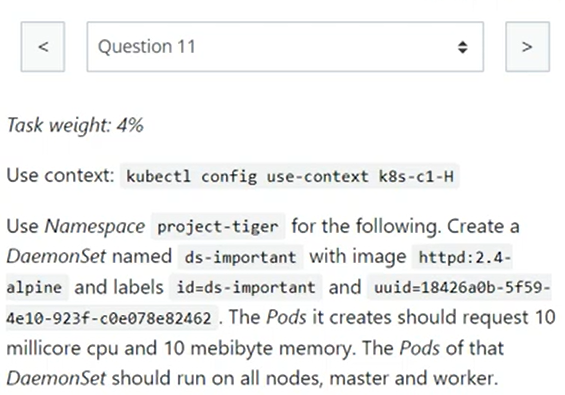 < Question 11 >
Task weight: 4%
Use context: kubectl config use-context k8s-c1-H
Use Namespace project-tiger for the following. Create a
DaemonSet named ds-important with image httpd:2.4-
alpine and labels id=ds-important and uuid=18426a0b-5f59-
4e10-923f-c0e078e82462. The Pods it creates should request 10
millicore cpu and 10 mebibyte memory. The Pods of that
DaemonSet should run on all nodes, master and worker.